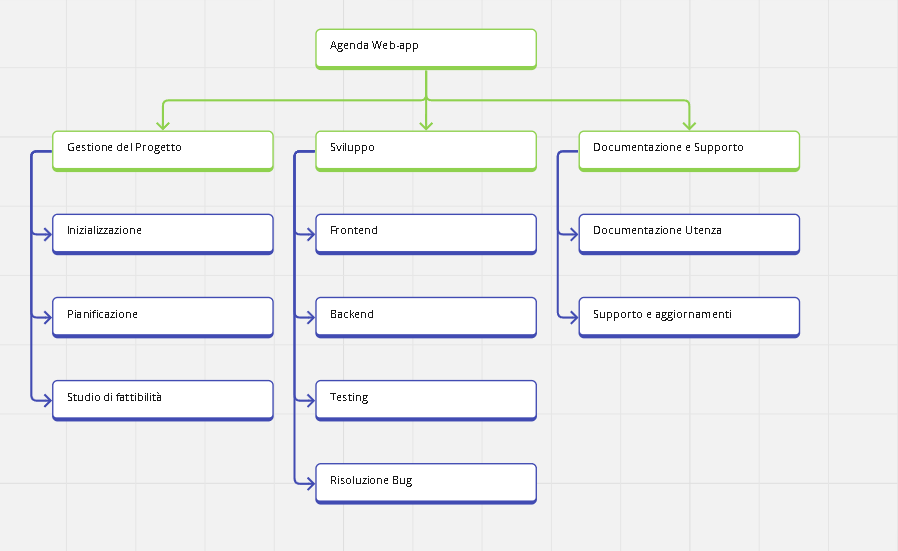 Agenda Web-app
Gestione del Progetto
Inizializzazione
Pianificazione
Studio di fattibilità
Sviluppo
Frontend
Backend
Testing
Risoluzione Bug
Documentazione e Supporto
Documentazione Utenza
Supporto e aggiornamenti